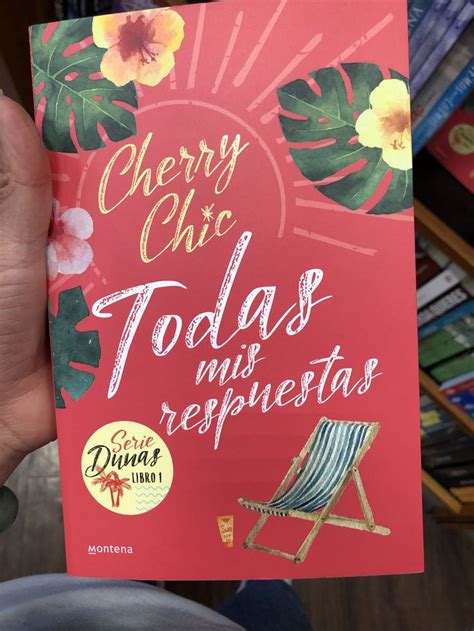 Cherry
Chic
Todas
mis
respuestas
Serie
Dunas
LIBRO 1
Montena